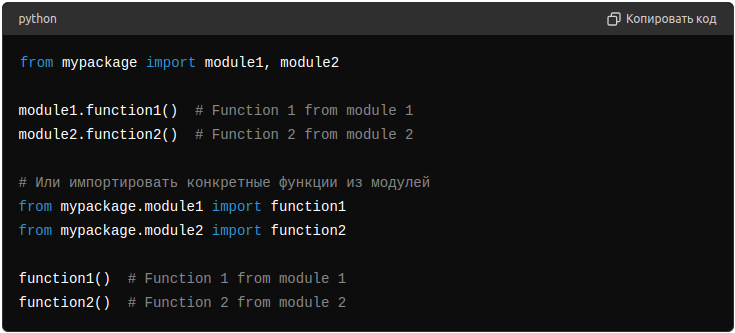 python
Копировать код
from mypackage import module1, module2
module1.function1()  # Function 1 from module 1
module2.function2()  # Function 2 from module 2
# Или импортировать конкретные функции из модулей
from mypackage.module1 import function1
from mypackage.module2 import function2
function1()  # Function 1 from module 1
function2()  # Function 2 from module 2